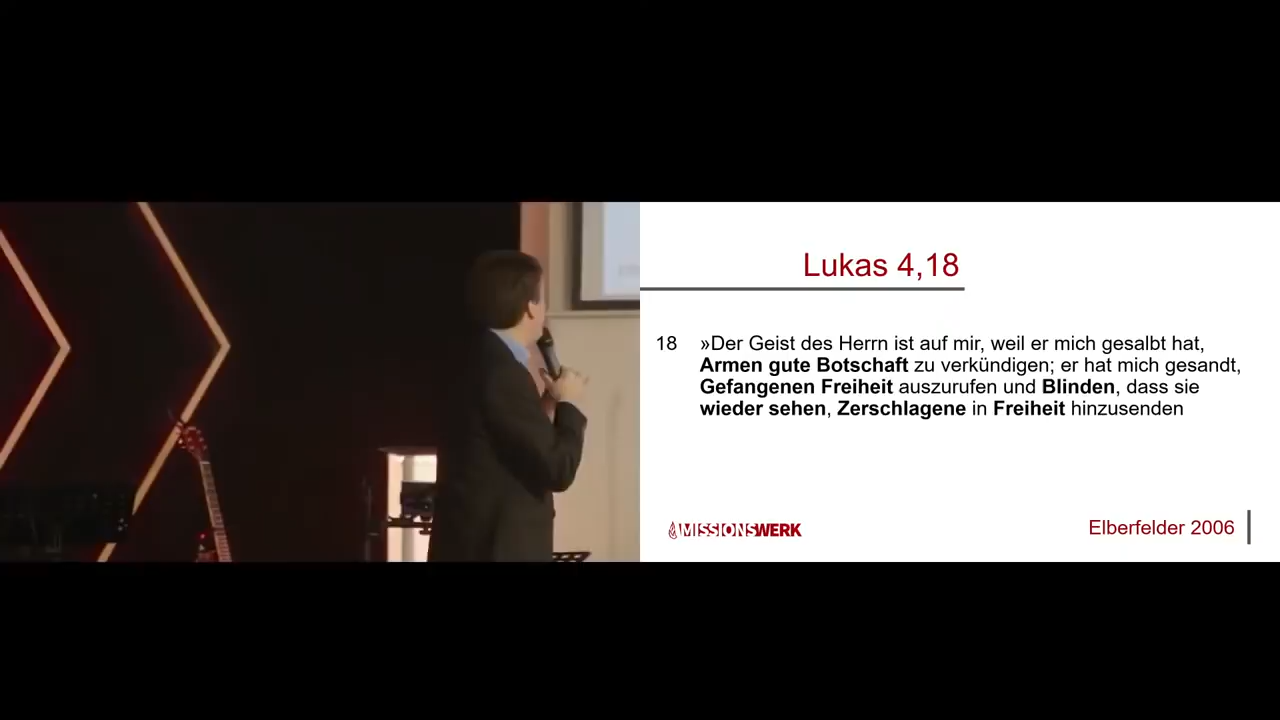 Lukas 4,18
18 »Der Geist des Herrn ist auf mir, weil er mich gesalbt hat,
Armen gute Botschaft zu verkündigen; er hat mich gesandt,
Gefangenen Freiheit auszurufen und Blinden, dass sie
wieder sehen, Zerschlagene in Freiheit hinzusenden
MISSIONSWERK
Elberfelder 2006